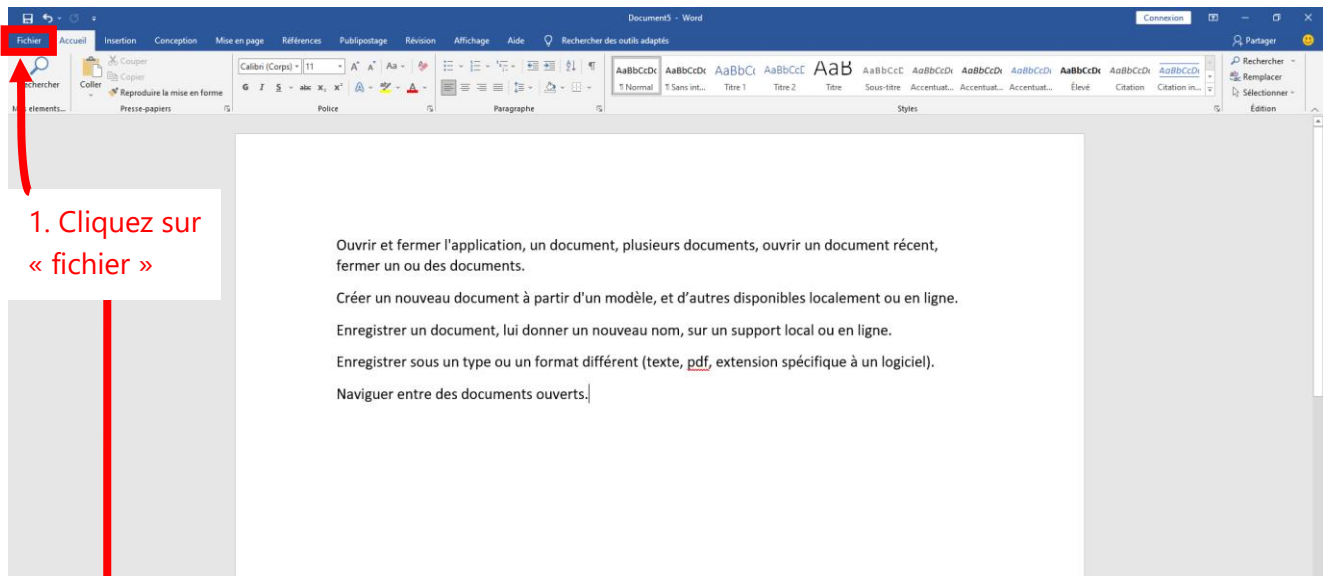 Document5 - Word
Connexion
Fichier Accueil Insertion Conception Mise en page Références Publipostage Révision Affichage Aide Rechercher des outils adaptés
Partager
Rechercher
Coller
Couper
Copier
Reproduire la mise en forme
Calibri (Corps) 11
AaBbCcDc AaBbCcDc AaBbCc AaBbCcE AaB AaBbCcE AaBbCcDc AaBbCcDc AaBbCcDc AaBbCcDc AaBbCcDc AaBbCcDc
¶ Normal ¶ Sans int... Titre 1 Titre 2 Titre Sous-titre Accentuat... Accentuat... Accentuat... Élevé Citation Citation in...
Rechercher
Remplacer
Sélectionner
elements... Presse-papiers Police Paragraphe Styles Édition
1. Cliquez sur
« fichier »
Ouvrir et fermer l'application, un document, plusieurs documents, ouvrir un document récent,
fermer un ou des documents.
Créer un nouveau document à partir d'un modèle, et d’autres disponibles localement ou en ligne.
Enregistrer un document, lui donner un nouveau nom, sur un support local ou en ligne.
Enregistrer sous un type ou un format différent (texte, pdf, extension spécifique à un logiciel).
Naviguer entre des documents ouverts.